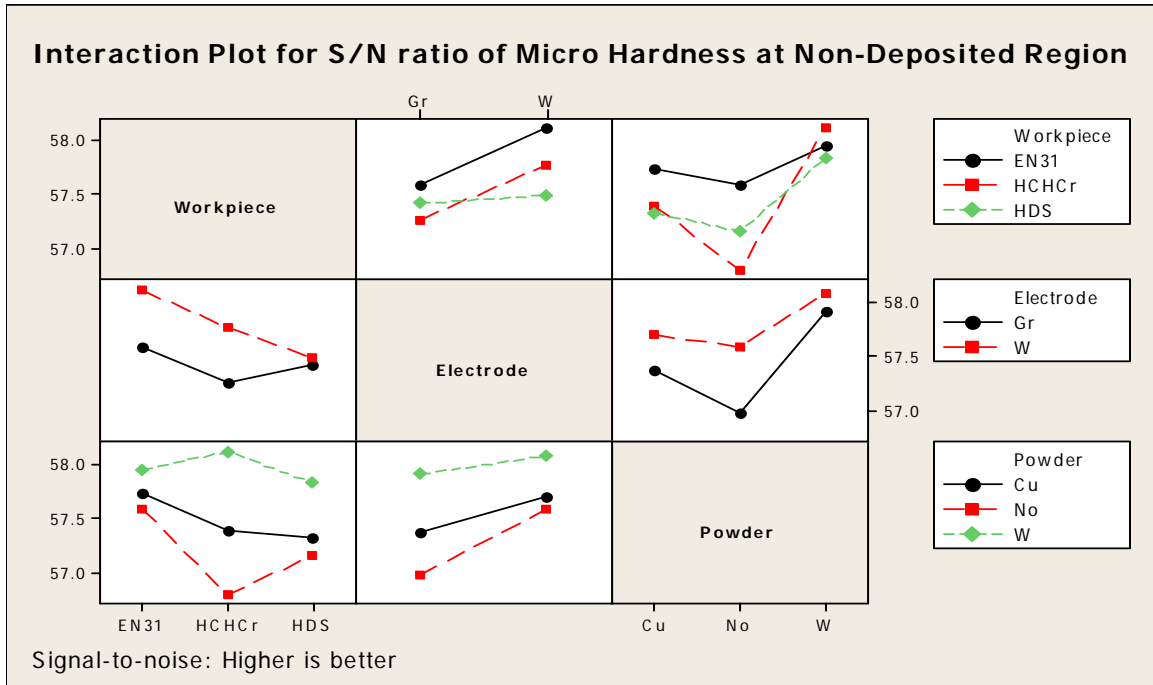 Interaction Plot for S/N ratio of Micro Hardness at Non-Deposited Region
Gr W
58.0
57.5
57.0
Workpiece
Workpiece
EN31
HCHCr
HDS
Electrode
58.0
57.5
57.0
Electrode
Gr
W
58.0
57.5
57.0
Powder
Powder
Cu
No
W
EN31 HCHCr HDS
Cu No W
Signal-to-noise: Higher is better